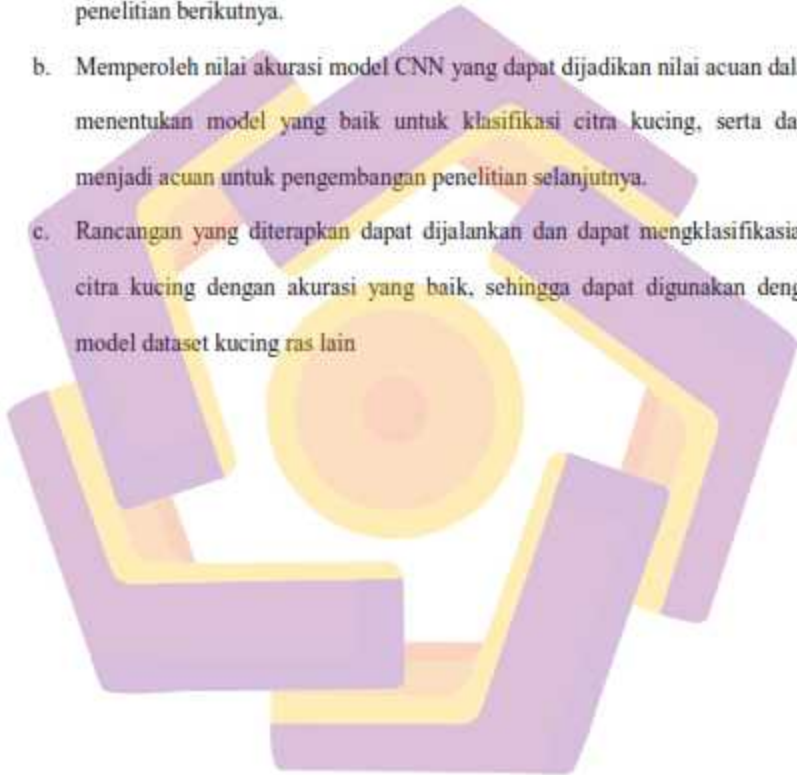 penelitian berikutnya.
b. Memperoleh nilai akurasi model CNN yang dapat dijadikan nilai acuan dal
menentukan model yang baik untuk klasifikasi citra kucing, serta da
menjadi acuan untuk pengembangan penelitian selanjutnya.
c. Rancangan yang diterapkan dapat dijalankan dan dapat mengklasifikasia
citra kucing dengan akurasi yang baik, sehingga dapat digunakan deng
model dataset kucing ras lain